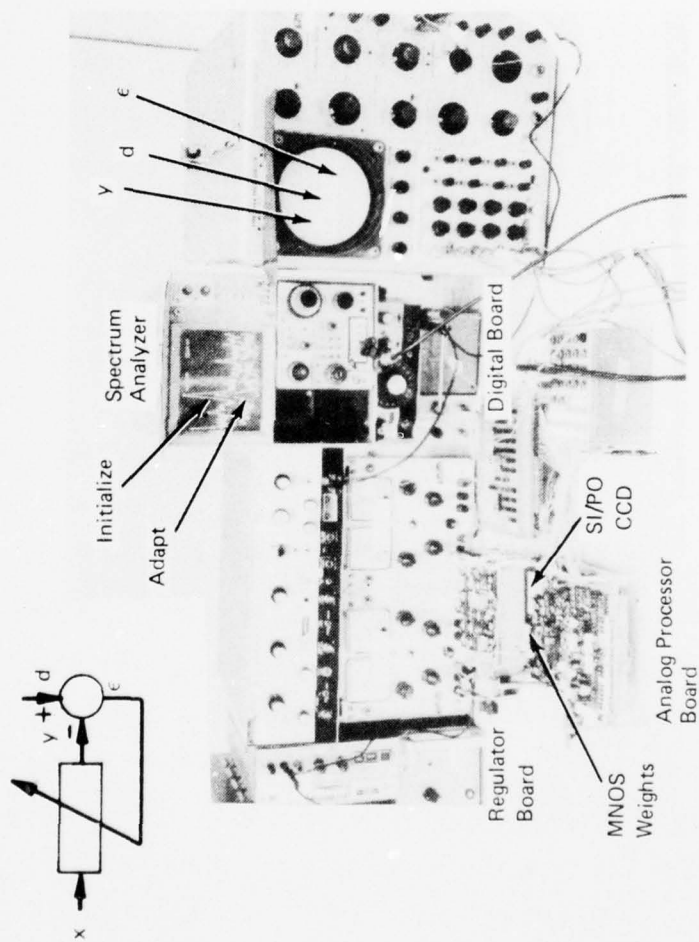 x
y
+
−
d
ϵ
Initialize
Adapt
Spectrum
Analyzer
y
d
ϵ
Regulator
Board
Digital Board
MNOS
Weights
SI/PO
CCD
Analog Processor
Board